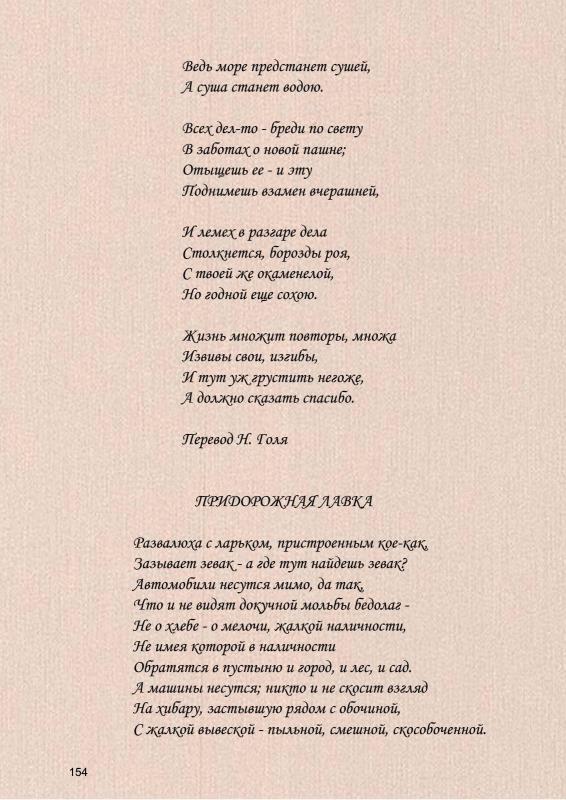 Ведь море предстанет сушей,
А суша станет водою.
Всех дел-то - бреди по свету
В заботах о новой пашне;
Отыщешь ее - и эту
Поднимешь взамен вчерашней,
И лемех в разгаре дела
Столкнется, борозды роя,
С твоей же окаменелой,
Но годной еще сохою.
Жизнь множит повторы, множа
Извивы свои, изгибы,
И тут уж грустить негоже,
А должно сказать спасибо.
Перевод Н. Голя
ПРИДОРОЖНАЯ ЛАВКА
Развалюха с ларьком, пристроенным кое-как,
Зазывает зевак - а где тут найдешь зевак?
Автомобили несутся мимо, да так,
Что и не видят докучной мольбы бедолаг -
Не о хлебе - о мелочи, жалкой наличности,
Не имея которой в наличности
Обратятся в пустыню и город, и лес, и сад.
А машины несутся; никто и не скосит взгляд
На хибару, застывшую рядом с обочиной,
С жалкой вывеской - пыльной, смешной, скособоченной.
154